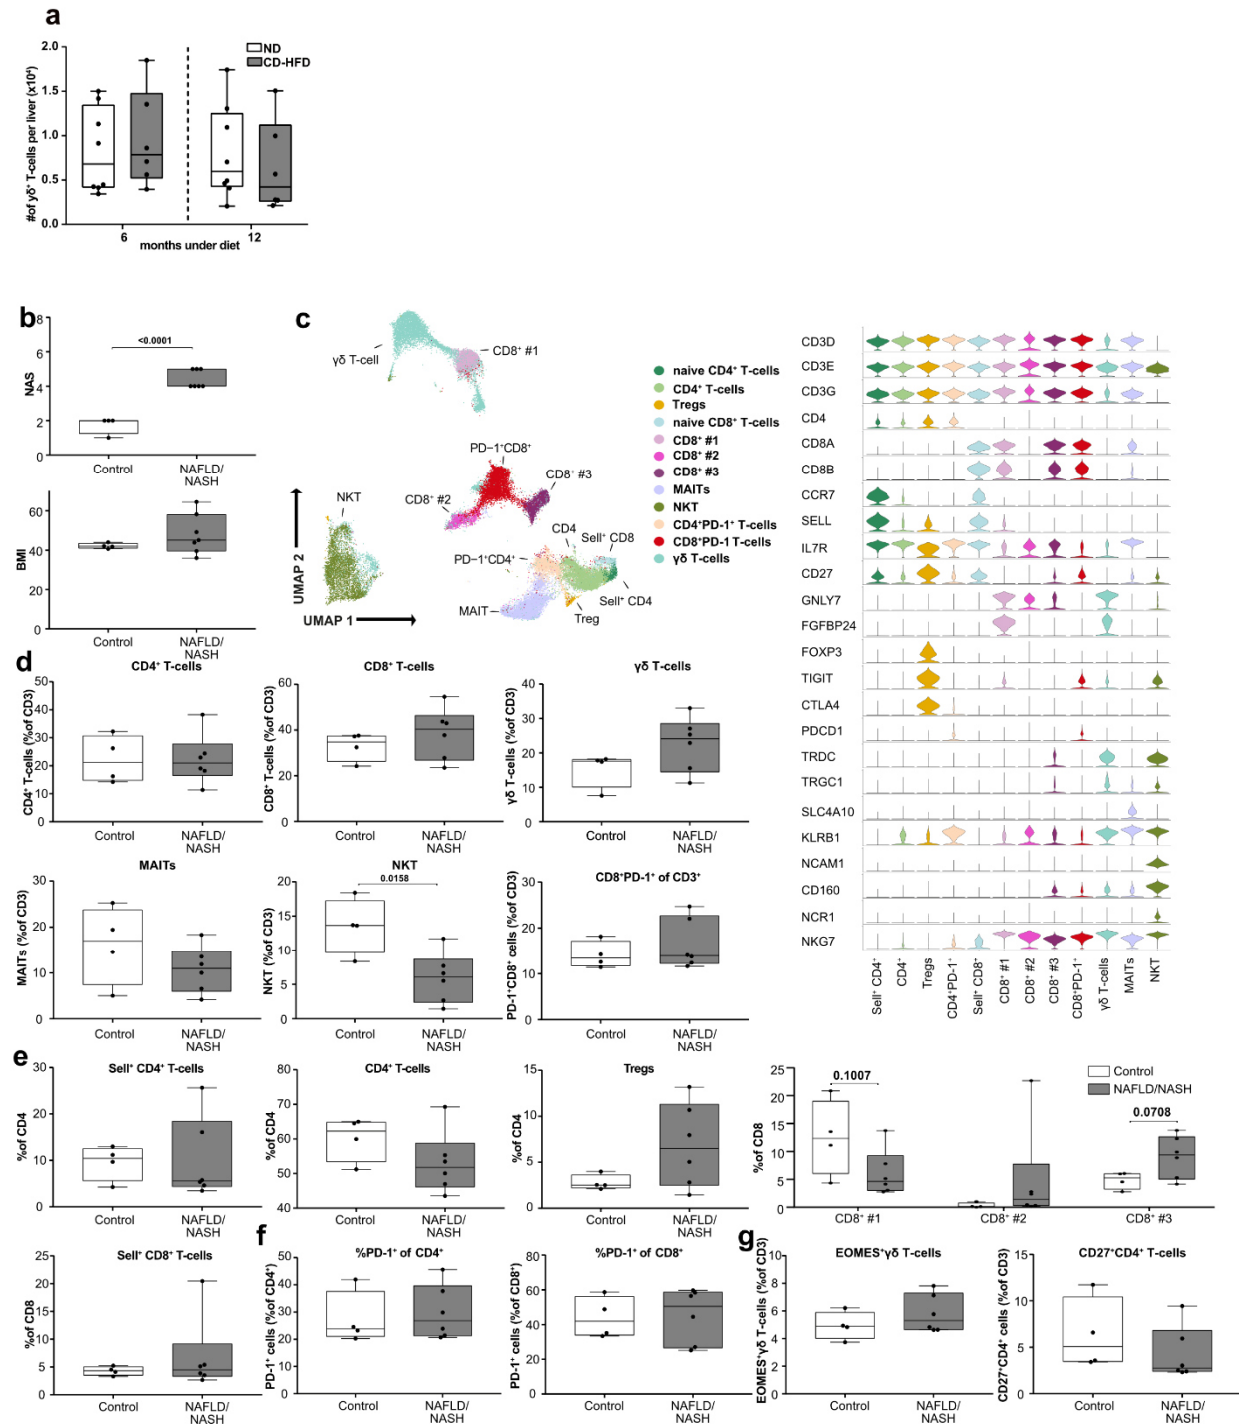 a
#of γδ⁺ T-cells per liver (x10⁴)
2.0
1.5
1.0
0.5
0.0
ND
CD-HFD
6
12
months under diet
b
NAS
8
6
4
2
0
<0.0001
Control
NAFLD/
NASH
BMI
60
40
20
0
Control
NAFLD/
NASH
c
γδ T-cell
CD8⁺ #1
PD-1⁺CD8⁺
CD8⁺ #3
CD8⁺ #2
NKT
CD4
Sell⁺ CD8
PD-1⁺CD4⁺
Sell⁺ CD4
MAIT
Treg
UMAP 2
UMAP 1
naive CD4⁺ T-cells
CD4⁺ T-cells
Tregs
naive CD8⁺ T-cells
CD8⁺ #1
CD8⁺ #2
CD8⁺ #3
MAITs
NKT
CD4⁺PD-1⁺ T-cells
CD8⁺PD-1 T-cells
γδ T-cells
CD3D
CD3E
CD3G
CD4
CD8A
CD8B
CCR7
SELL
IL7R
CD27
GNLY7
FGFBP24
FOXP3
TIGIT
CTLA4
PDCD1
TRDC
TRGC1
SLC4A10
KLRB1
NCAM1
CD160
NCR1
NKG7
Sell⁺ CD4⁺
CD4⁺
Tregs
CD4⁺PD-1⁺
Sell⁺ CD8⁺
CD8⁺ #1
CD8⁺ #2
CD8⁺ #3
CD8⁺PD-1⁺
γδ T-cells
MAITs
NKT
d
CD4⁺ T-cells
CD4⁺ T-cells (%of CD3)
50
40
30
20
10
0
Control
NAFLD/
NASH
CD8⁺ T-cells
CD8⁺ T-cells (%of CD3)
60
40
20
0
Control
NAFLD/
NASH
γδ T-cells
γδ T-cells (%of CD3)
40
30
20
10
0
Control
NAFLD/
NASH
MAITs
MAITs (%of CD3)
30
20
10
0
Control
NAFLD/
NASH
NKT
NKT (%of CD3)
20
15
10
5
0
0.0158
Control
NAFLD/
NASH
CD8⁺PD-1⁺ of CD3⁺
PD-1⁺CD8⁺ cells (%of CD3)
30
20
10
0
Control
NAFLD/
NASH
e
Sell⁺ CD4⁺ T-cells
%of CD4
30
20
10
0
Control
NAFLD/
NASH
CD4⁺ T-cells
%of CD4
80
70
60
50
40
Control
NAFLD/
NASH
Tregs
%of CD4
15
10
5
0
Control
NAFLD/
NASH
%of CD8
25
20
15
10
5
0
0.1007
0.0708
Control
NAFLD/NASH
CD8⁺ #1
CD8⁺ #2
CD8⁺ #3
Sell⁺ CD8⁺ T-cells
%of CD8
25
20
15
10
5
0
Control
NAFLD/
NASH
f
%PD-1⁺ of CD4⁺
PD-1⁺ cells (%of CD4⁺)
50
40
30
20
10
0
Control
NAFLD/
NASH
%PD-1⁺ of CD8⁺
PD-1⁺ cells (%of CD8⁺)
80
60
40
20
0
Control
NAFLD/
NASH
g
EOMES⁺γδ T-cells
EOMES⁺γδ T-cells (%of CD3)
10
8
6
4
2
0
Control
NAFLD/
NASH
CD27⁺CD4⁺ T-cells
CD27⁺CD4⁺ cells (%of CD3)
15
10
5
0
Control
NAFLD/
NASH